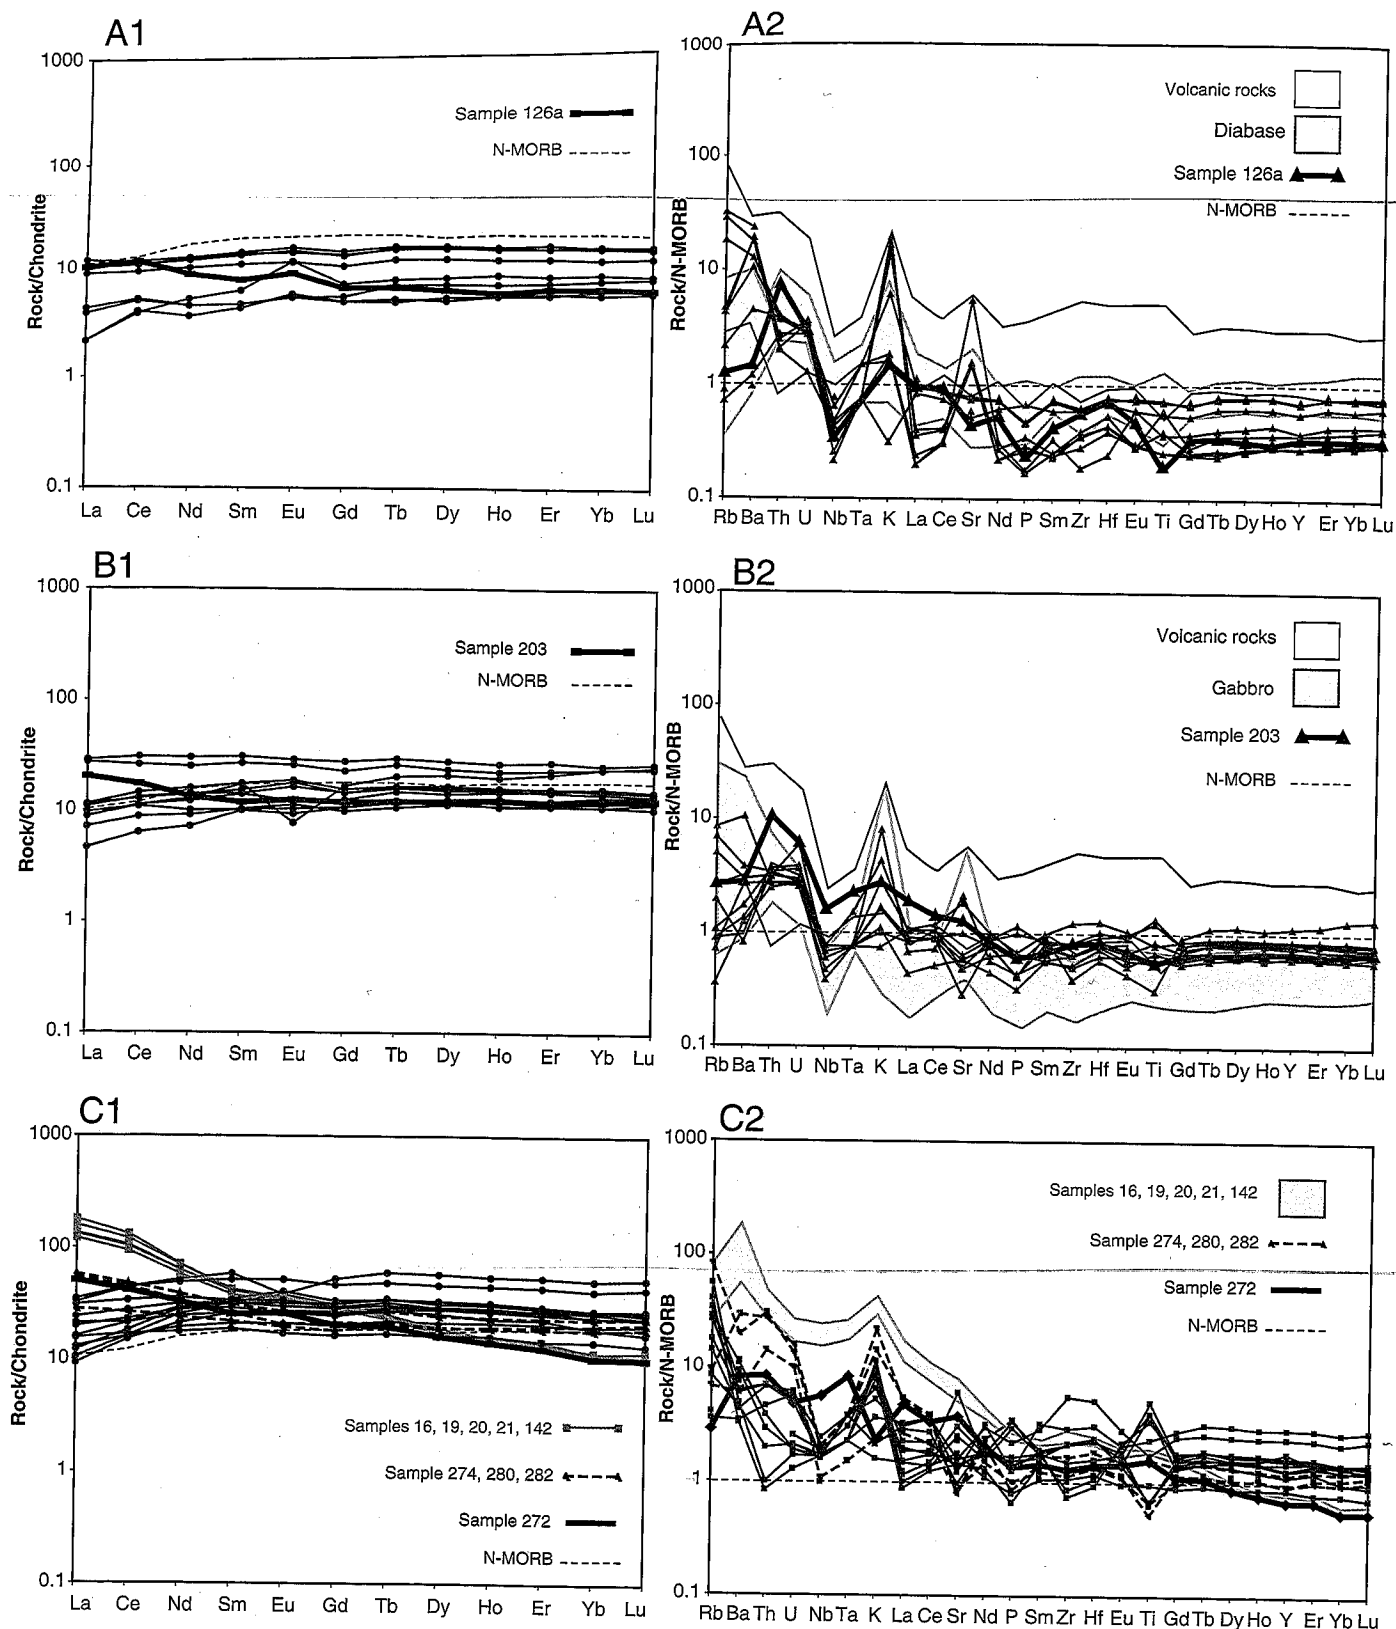 A1
1000
100
10
1
0.1
Rock/Chondrite
Sample 126a
N-MORB
La Ce Nd Sm Eu Gd Tb Dy Ho Er Yb Lu
A2
1000
100
10
1
0.1
Rock/N-MORB
Volcanic rocks
Diabase
Sample 126a
N-MORB
Rb Ba Th U Nb Ta K La Ce Sr Nd P Sm Zr Hf Eu Ti Gd Tb Dy Ho Y Er Yb Lu
B1
1000
100
10
1
0.1
Rock/Chondrite
Sample 203
N-MORB
La Ce Nd Sm Eu Gd Tb Dy Ho Er Yb Lu
B2
1000
100
10
1
0.1
Rock/N-MORB
Volcanic rocks
Gabbro
Sample 203
N-MORB
Rb Ba Th U Nb Ta K La Ce Sr Nd P Sm Zr Hf Eu Ti Gd Tb Dy Ho Y Er Yb Lu
C1
1000
100
10
1
0.1
Rock/Chondrite
Samples 16, 19, 20, 21, 142
Sample 274, 280, 282
Sample 272
N-MORB
La Ce Nd Sm Eu Gd Tb Dy Ho Er Yb Lu
C2
1000
100
10
1
0.1
Rock/N-MORB
Samples 16, 19, 20, 21, 142
Sample 274, 280, 282
Sample 272
N-MORB
Rb Ba Th U Nb Ta K La Ce Sr Nd P Sm Zr Hf Eu Ti Gd Tb Dy Ho Y Er Yb Lu